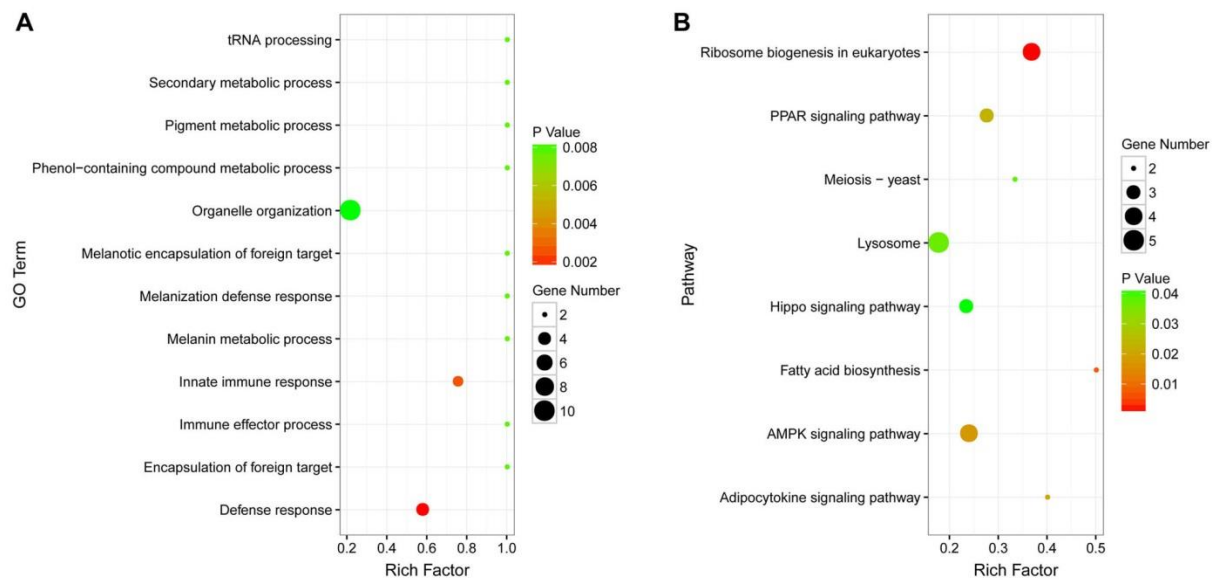 A
GO Term
tRNA processing
Secondary metabolic process
Pigment metabolic process
Phenol−containing compound metabolic process
Organelle organization
Melanotic encapsulation of foreign target
Melanization defense response
Melanin metabolic process
Innate immune response
Immune effector process
Encapsulation of foreign target
Defense response
0.2 0.4 0.6 0.8 1.0
Rich Factor
P Value
0.008
0.006
0.004
0.002
Gene Number
2
4
6
8
10
B
Pathway
Ribosome biogenesis in eukaryotes
PPAR signaling pathway
Meiosis − yeast
Lysosome
Hippo signaling pathway
Fatty acid biosynthesis
AMPK signaling pathway
Adipocytokine signaling pathway
0.2 0.3 0.4 0.5
Rich Factor
Gene Number
2
3
4
5
P Value
0.04
0.03
0.02
0.01